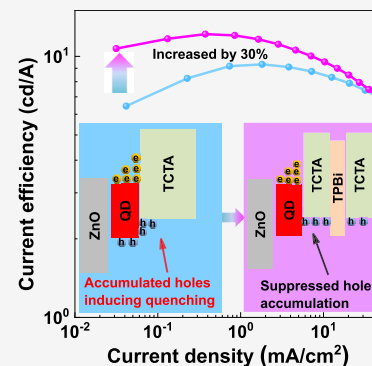 Current efficiency (cd/A)
10¹
10⁰
Increased by 30%
e e e e e e
TCTA
QD
ZnO
h h
h
h h
Accumulated holes
inducing quenching
e e e e e e
TCTA
TPBi
TCTA
QD
ZnO
h h h h h h
Suppressed hole
accumulation
10⁻² 10⁻¹ 10⁰ 10¹
Current density (mA/cm²)